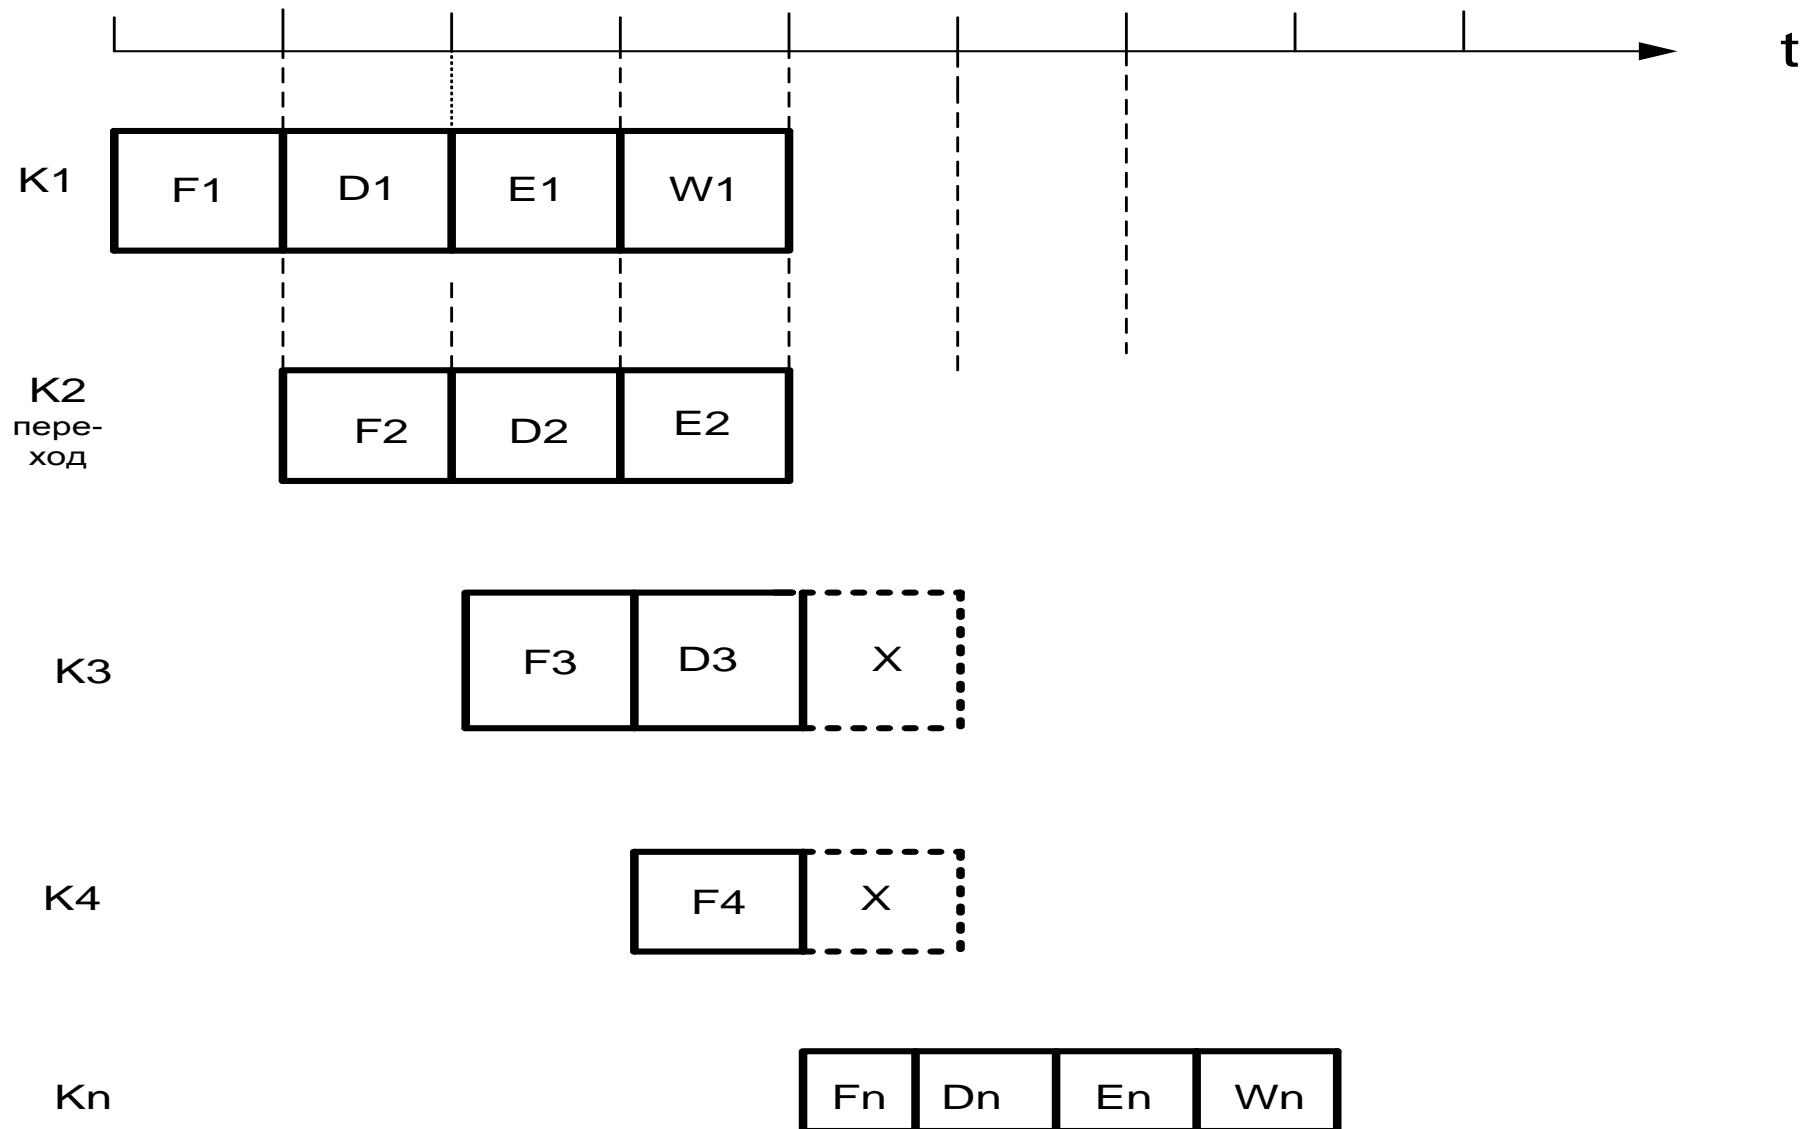 t
K1
F1 D1 E1 W1
K2
пере-
ход
F2 D2 E2
K3
F3 D3 X
K4
F4 X
Kn
Fn Dn En Wn